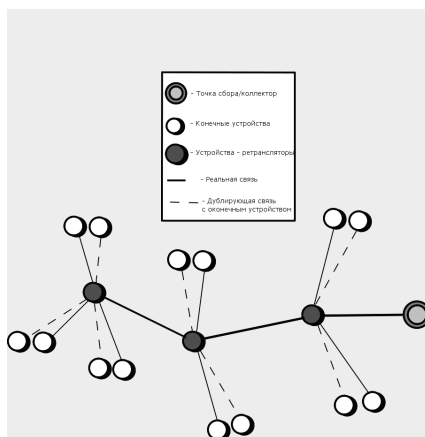 - Точка сбора/коллектор
- Конечные устройства
- Устройства - ретрансляторы
- Реальная связь
- Дублирующая связь
с оконечным устройством